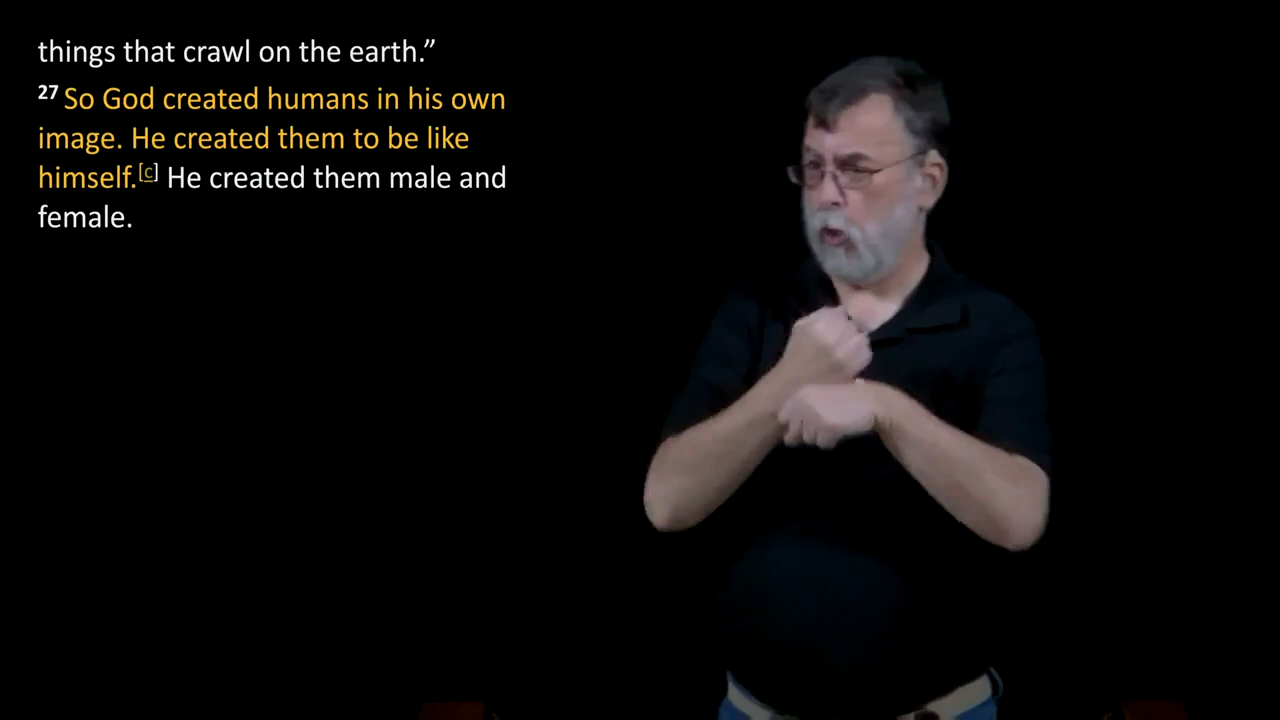 things that crawl on the earth.”
27 So God created humans in his own
image. He created them to be like
himself.[c] He created them male and
female.